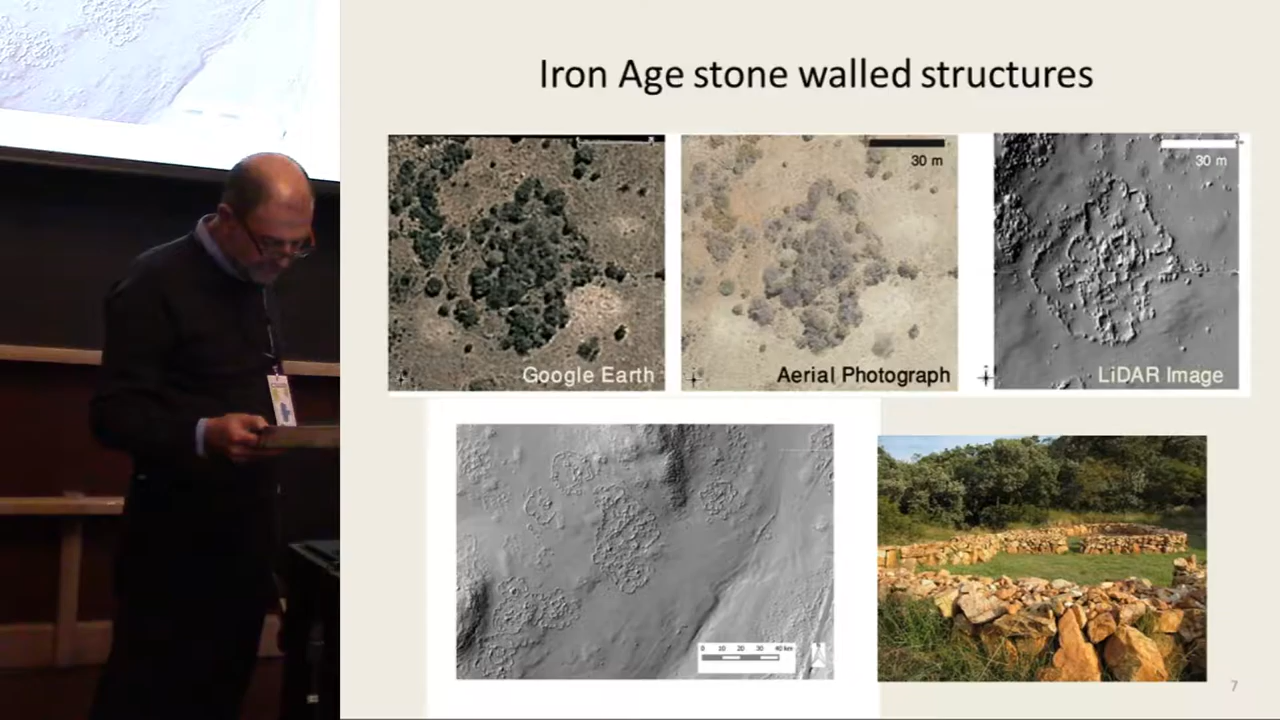 Iron Age stone walled structures
30 m
30 m
Google Earth
Aerial Photograph
LiDAR Image
0 10 20 30 40 km
7